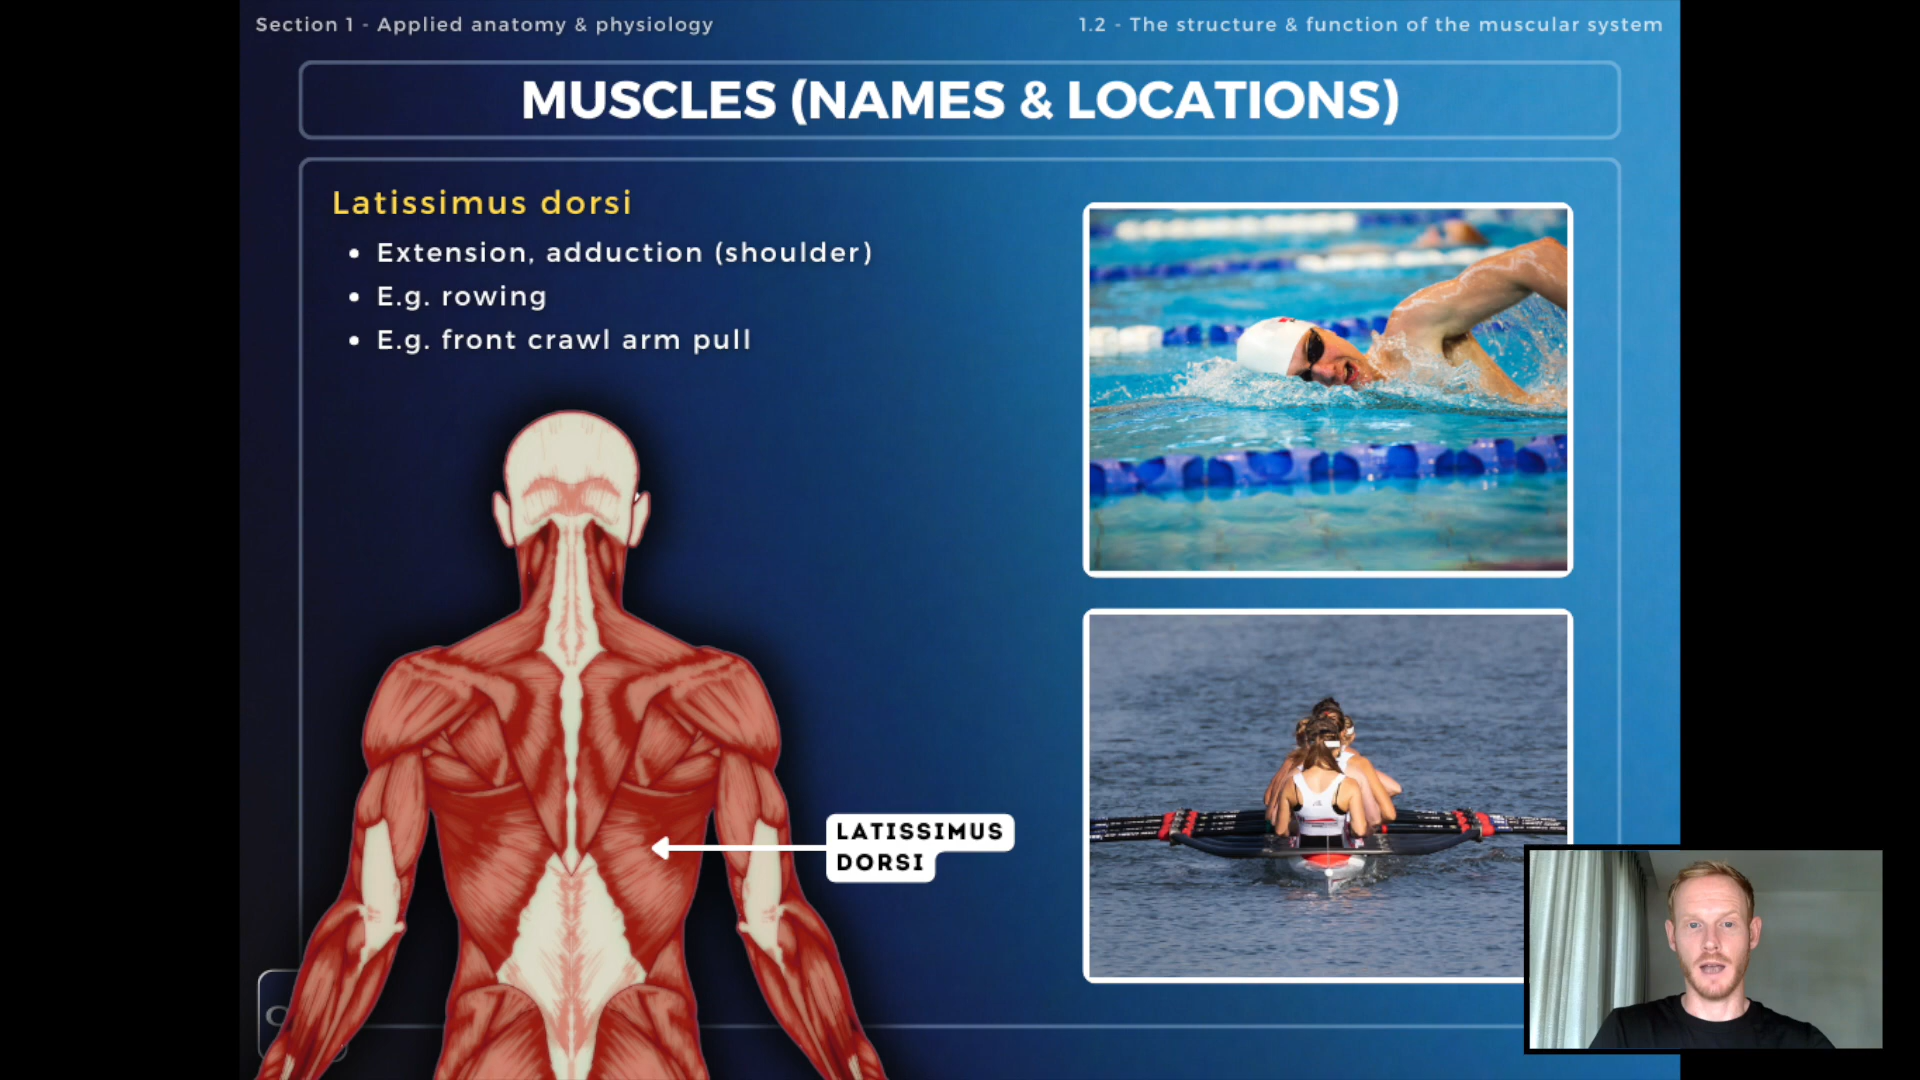 Section 1 - Applied anatomy & physiology
1.2 - The structure & function of the muscular system
MUSCLES (NAMES & LOCATIONS)
Latissimus dorsi
• Extension, adduction (shoulder)
• E.g. rowing
• E.g. front crawl arm pull
LATISSIMUS
DORSI